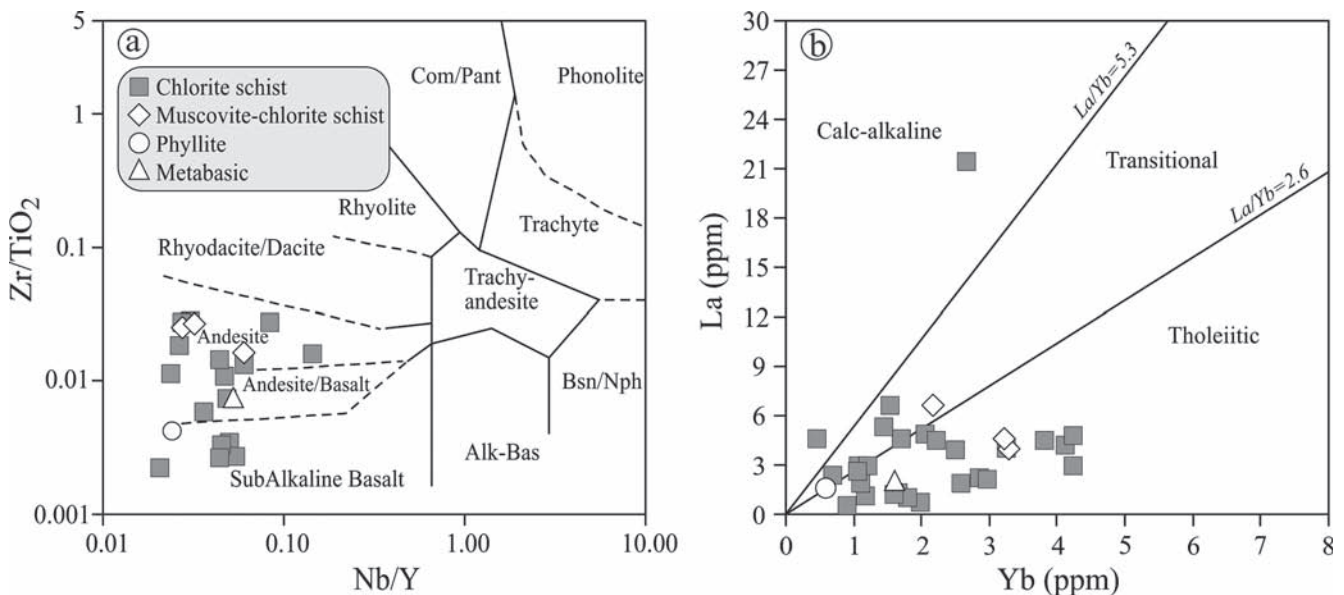 a
Chlorite schist
Muscovite-chlorite schist
Phyllite
Metabasic
Com/Pant
Phonolite
Rhyolite
Trachyte
Rhyodacite/Dacite
Trachy-
andesite
Andesite
Andesite/Basalt
Bsn/Nph
Alk-Bas
SubAlkaline Basalt
5
1
0.1
0.01
0.001
Zr/TiO2
0.01
0.10
1.00
10.00
Nb/Y
b
La/Yb=5.3
Calc-alkaline
Transitional
La/Yb=2.6
Tholeiitic
30
27
24
21
18
15
12
9
6
3
0
La (ppm)
0
1
2
3
4
5
6
7
8
Yb (ppm)